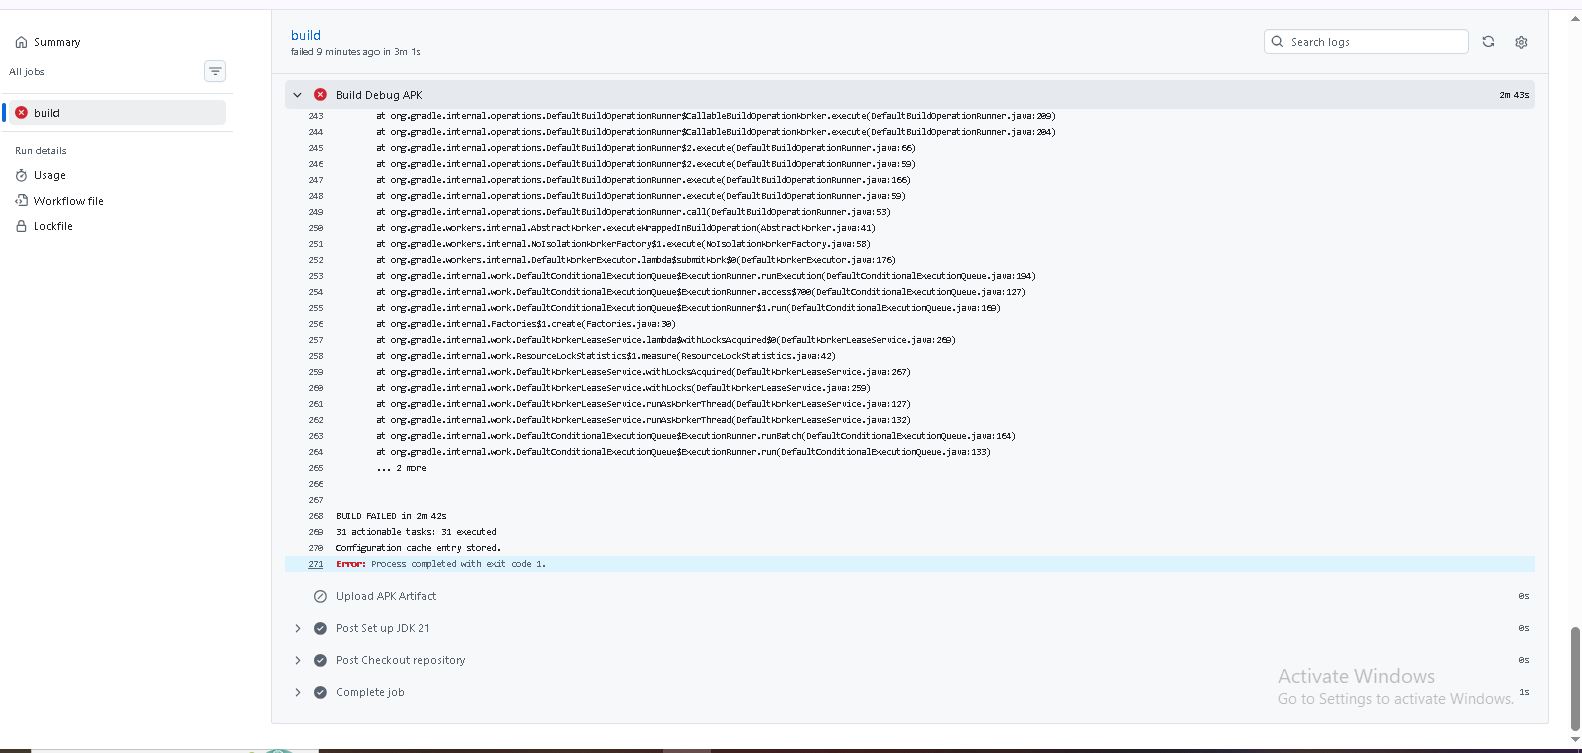 Summary
All jobs
build
Run details
Usage
Workflow file
Lockfile
build
failed 9 minutes ago in 3m 1s
Search logs
Build Debug APK
2m 43s
243 at org.gradle.internal.operations.DefaultBuildOperationRunner$CallableBuildOperationWorker.execute(DefaultBuildOperationRunner.java:209)
244 at org.gradle.internal.operations.DefaultBuildOperationRunner$CallableBuildOperationWorker.execute(DefaultBuildOperationRunner.java:204)
245 at org.gradle.internal.operations.DefaultBuildOperationRunner$2.execute(DefaultBuildOperationRunner.java:66)
246 at org.gradle.internal.operations.DefaultBuildOperationRunner$2.execute(DefaultBuildOperationRunner.java:59)
247 at org.gradle.internal.operations.DefaultBuildOperationRunner.execute(DefaultBuildOperationRunner.java:166)
248 at org.gradle.internal.operations.DefaultBuildOperationRunner.execute(DefaultBuildOperationRunner.java:59)
249 at org.gradle.internal.operations.DefaultBuildOperationRunner.call(DefaultBuildOperationRunner.java:53)
250 at org.gradle.workers.internal.AbstractWorker.executeWrappedInBuildOperation(AbstractWorker.java:41)
251 at org.gradle.workers.internal.NoIsolationWorkerFactory$1.execute(NoIsolationWorkerFactory.java:58)
252 at org.gradle.workers.internal.DefaultWorkerExecutor.lambda$submitWork$0(DefaultWorkerExecutor.java:176)
253 at org.gradle.internal.work.DefaultConditionalExecutionQueue$ExecutionRunner.runExecution(DefaultConditionalExecutionQueue.java:194)
254 at org.gradle.internal.work.DefaultConditionalExecutionQueue$ExecutionRunner.access$700(DefaultConditionalExecutionQueue.java:127)
255 at org.gradle.internal.work.DefaultConditionalExecutionQueue$ExecutionRunner$1.run(DefaultConditionalExecutionQueue.java:169)
256 at org.gradle.internal.Factories$1.create(Factories.java:30)
257 at org.gradle.internal.work.DefaultWorkerLeaseService.lambda$withLocksAcquired$0(DefaultWorkerLeaseService.java:269)
258 at org.gradle.internal.work.ResourceLockStatistics$1.measure(ResourceLockStatistics.java:42)
259 at org.gradle.internal.work.DefaultWorkerLeaseService.withLocksAcquired(DefaultWorkerLeaseService.java:267)
260 at org.gradle.internal.work.DefaultWorkerLeaseService.withLocks(DefaultWorkerLeaseService.java:259)
261 at org.gradle.internal.work.DefaultWorkerLeaseService.runAsWorkerThread(DefaultWorkerLeaseService.java:127)
262 at org.gradle.internal.work.DefaultWorkerLeaseService.runAsWorkerThread(DefaultWorkerLeaseService.java:132)
263 at org.gradle.internal.work.DefaultConditionalExecutionQueue$ExecutionRunner.runBatch(DefaultConditionalExecutionQueue.java:164)
264 at org.gradle.internal.work.DefaultConditionalExecutionQueue$ExecutionRunner.run(DefaultConditionalExecutionQueue.java:133)
265 ... 2 more
266
267
268 BUILD FAILED in 2m 42s
269 31 actionable tasks: 31 executed
270 Configuration cache entry stored.
271 Error: Process completed with exit code 1.
Upload APK Artifact 0s
Post Set up JDK 21 0s
Post Checkout repository 0s
Complete job 1s
Activate Windows
Go to Settings to activate Windows.